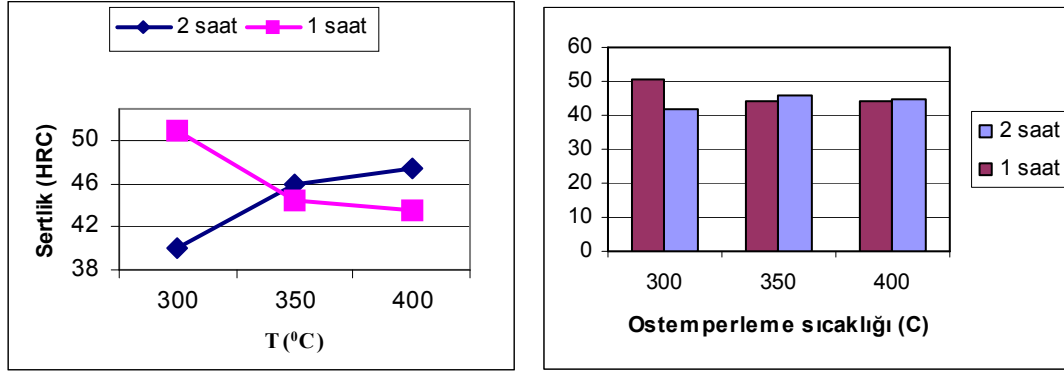 2 saat 1 saat
Sertlik (HRC)
50
46
42
38
300 350 400
T (⁰C)
60
50
40
30
20
10
0
300 350 400
Ostemperleme sıcaklığı (C)
2 saat
1 saat